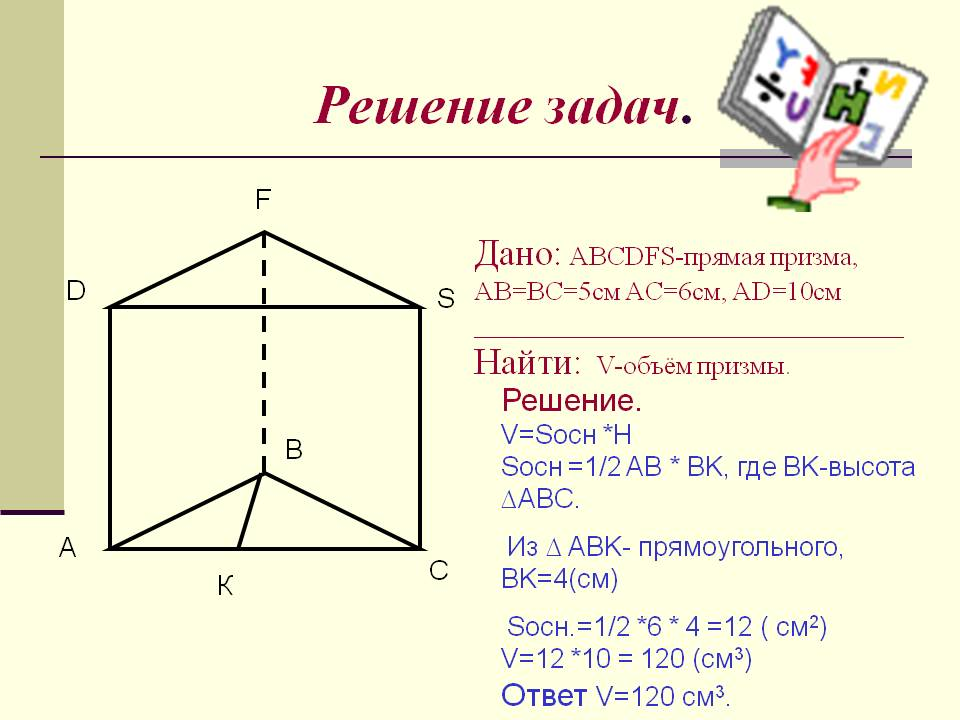 Решение задач.
F
D
S
B
A
C
К
Дано: ABCDFS-прямая призма,
AB=BC=5см AC=6см, AD=10см
Найти: V-объём призмы.
Решение.
V=Sосн *H
Sосн =1/2 AB * BK, где BK-высота
∆ABC.
Из ∆ ABK- прямоугольного,
BK=4(см)
Sосн.=1/2 *6 * 4 =12 ( см²)
V=12 *10 = 120 (см³)
Ответ V=120 см³.